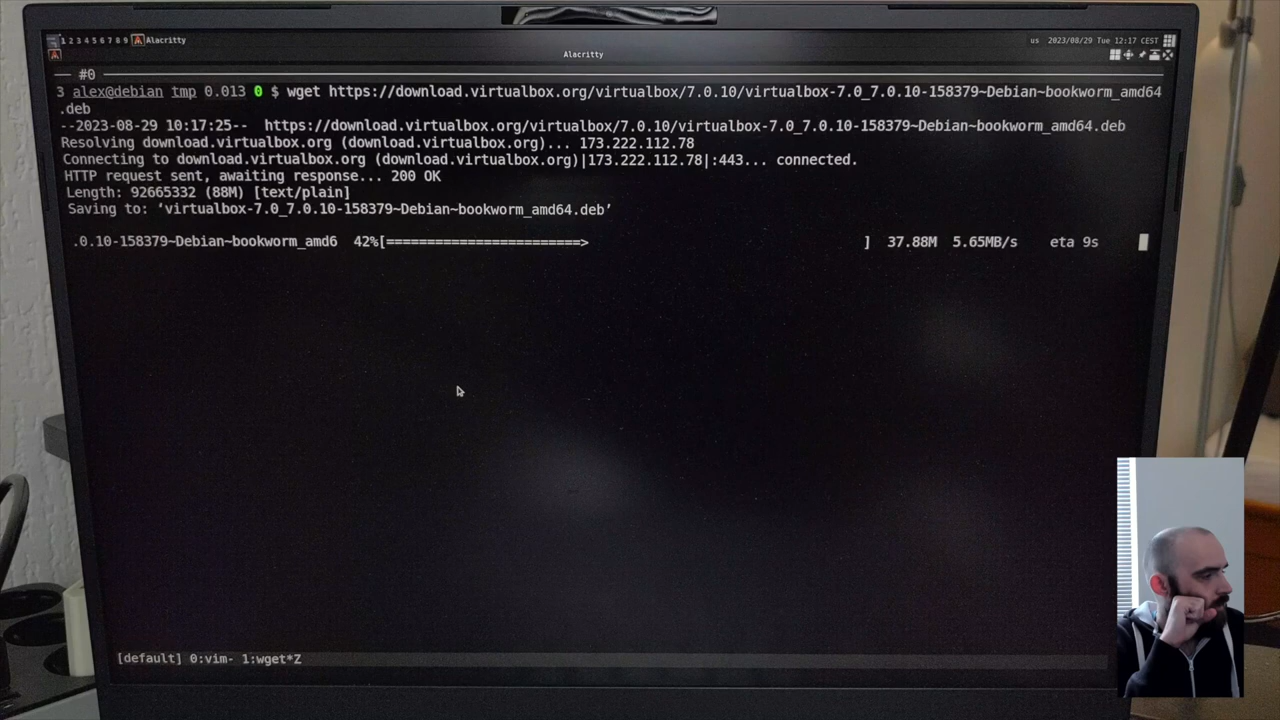 1 2 3 4 5 6 7 8 9 Alacritty
us 2023/08/29 Tue 12:17 CEST
Alacritty
#0
3 alex@debian tmp 0.013 0 $ wget https://download.virtualbox.org/virtualbox/7.0.10/virtualbox-7.0_7.0.10-158379~Debian~bookworm_amd64
.deb
--2023-08-29 10:17:25--  https://download.virtualbox.org/virtualbox/7.0.10/virtualbox-7.0_7.0.10-158379~Debian~bookworm_amd64.deb
Resolving download.virtualbox.org (download.virtualbox.org)... 173.222.112.78
Connecting to download.virtualbox.org (download.virtualbox.org)|173.222.112.78|:443... connected.
HTTP request sent, awaiting response... 200 OK
Length: 92665332 (88M) [text/plain]
Saving to: ‘virtualbox-7.0_7.0.10-158379~Debian~bookworm_amd64.deb’
.0.10-158379~Debian~bookworm_amd6  42%[========================>                                  ]  37.88M  5.65MB/s    eta 9s
[default] 0:vim- 1:wget*Z